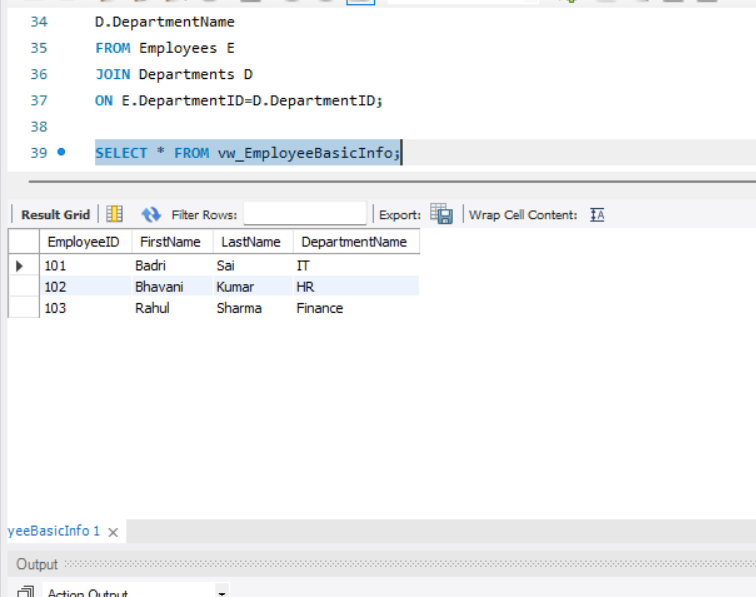 34 D.DepartmentName
35 FROM Employees E
36 JOIN Departments D
37 ON E.DepartmentID=D.DepartmentID;
38
39 SELECT * FROM vw_EmployeeBasicInfo;
Result Grid Filter Rows: Export: Wrap Cell Content: IA
EmployeeID FirstName LastName DepartmentName
101 Badri Sai IT
102 Bhavani Kumar HR
103 Rahul Sharma Finance
yeeBasicInfo 1
Output
Action Output